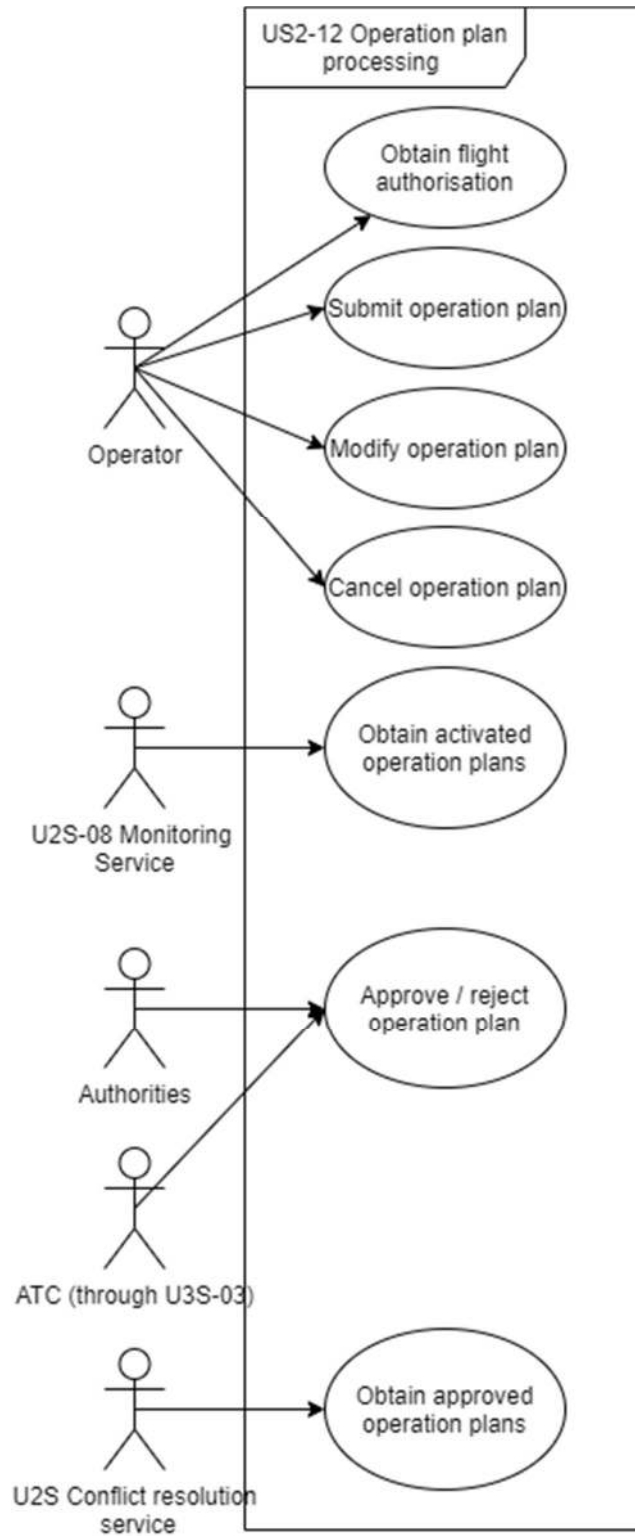 US2-12 Operation plan
processing
Obtain flight
authorisation
Submit operation plan
Operator
Modify operation plan
Cancel operation plan
Obtain activated
operation plans
U2S-08 Monitoring
Service
Approve / reject
operation plan
Authorities
ATC (through U3S-03)
Obtain approved
operation plans
U2S Conflict resolution
service